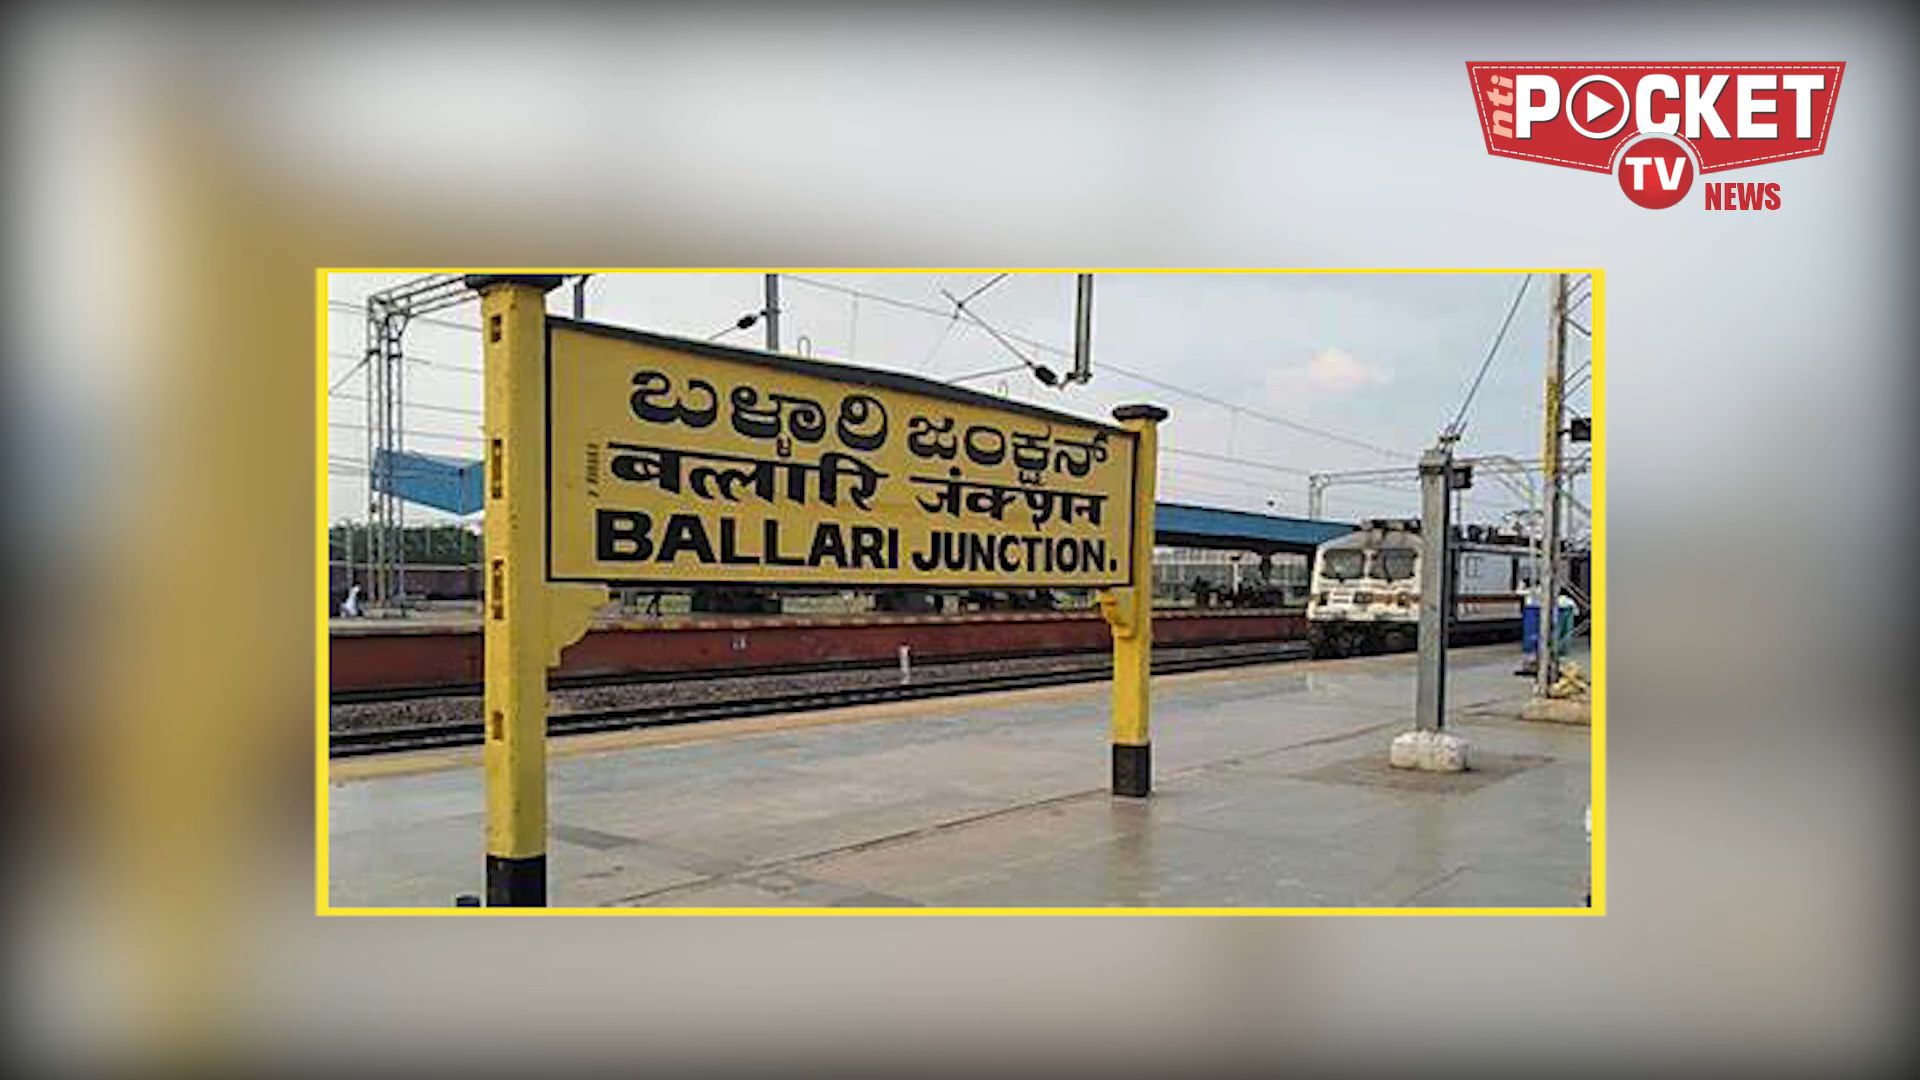 nti POCKET
TV NEWS
ಬಳ್ಳಾರಿ ಜಂಕ್ಷನ್
बल्लारि जंक्शन
BALLARI JUNCTION.